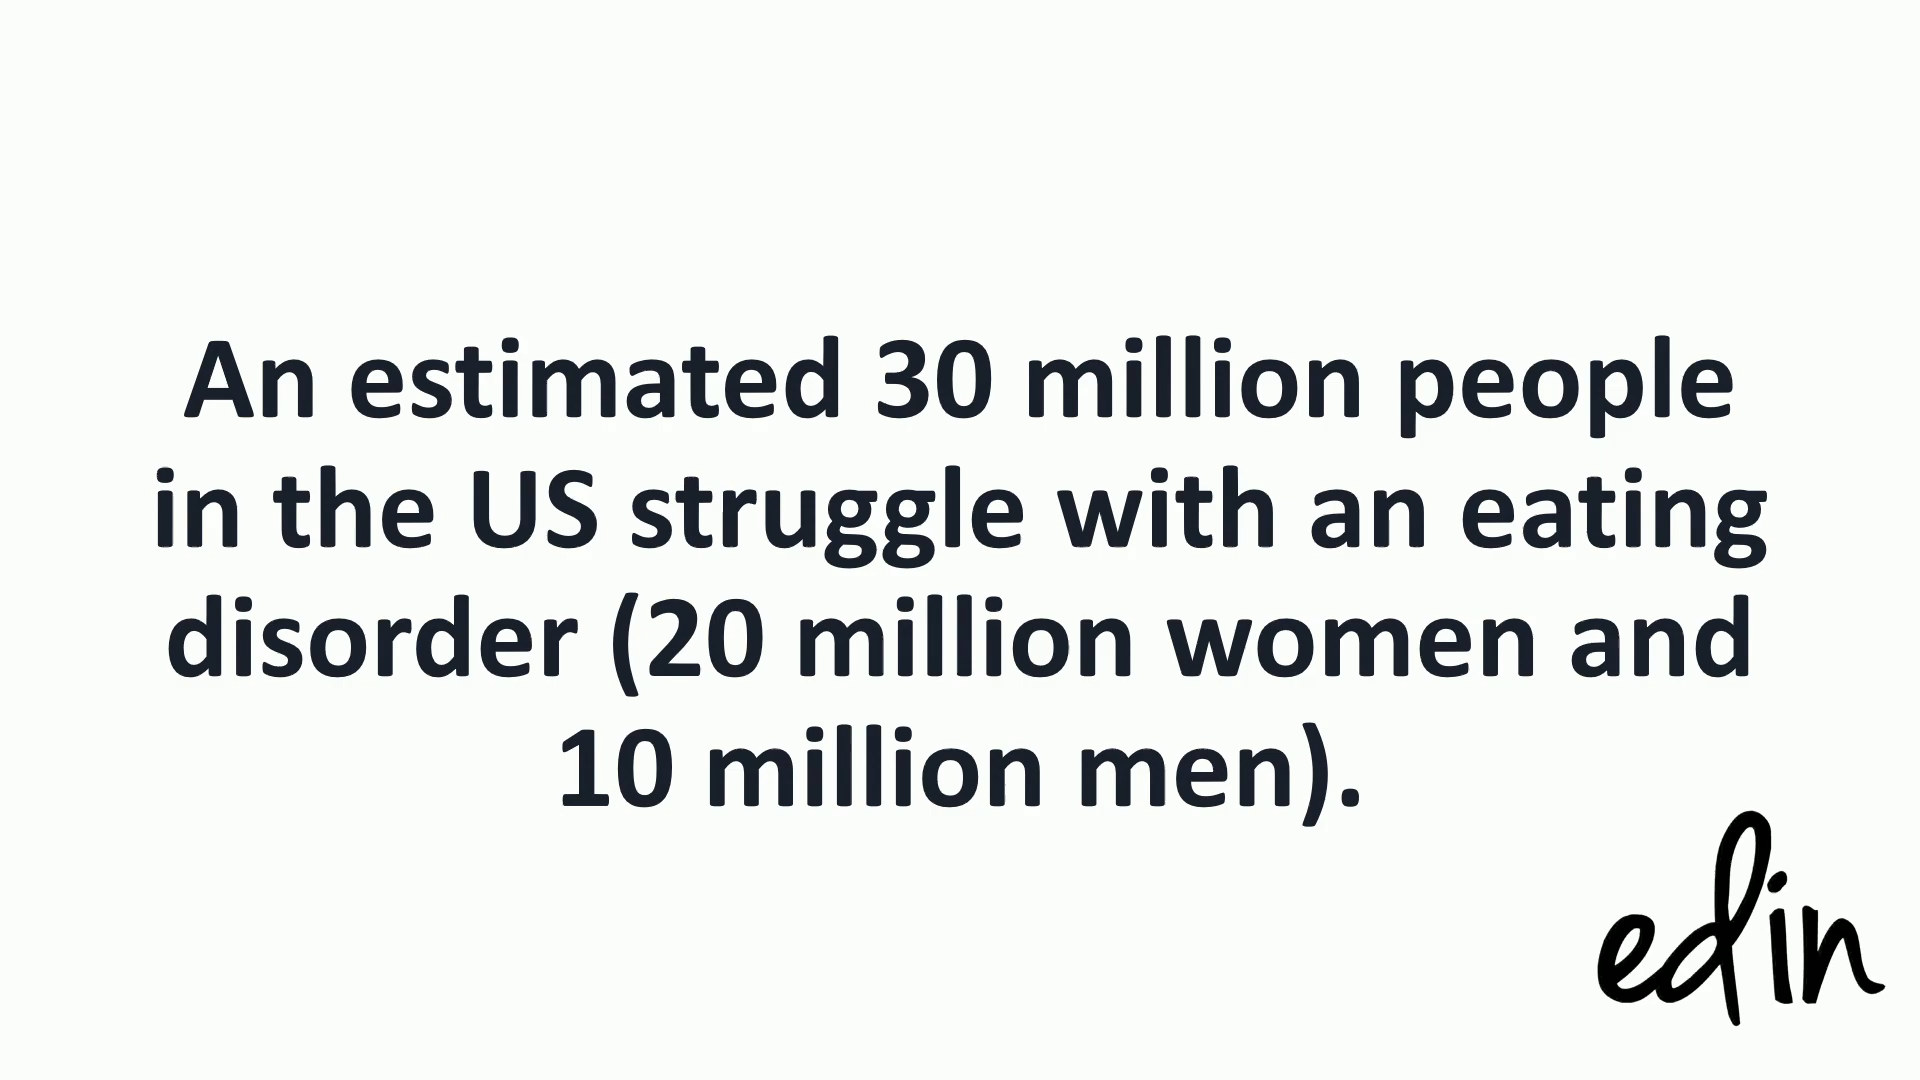 An estimated 30 million people
in the US struggle with an eating
disorder (20 million women and
10 million men).
edin